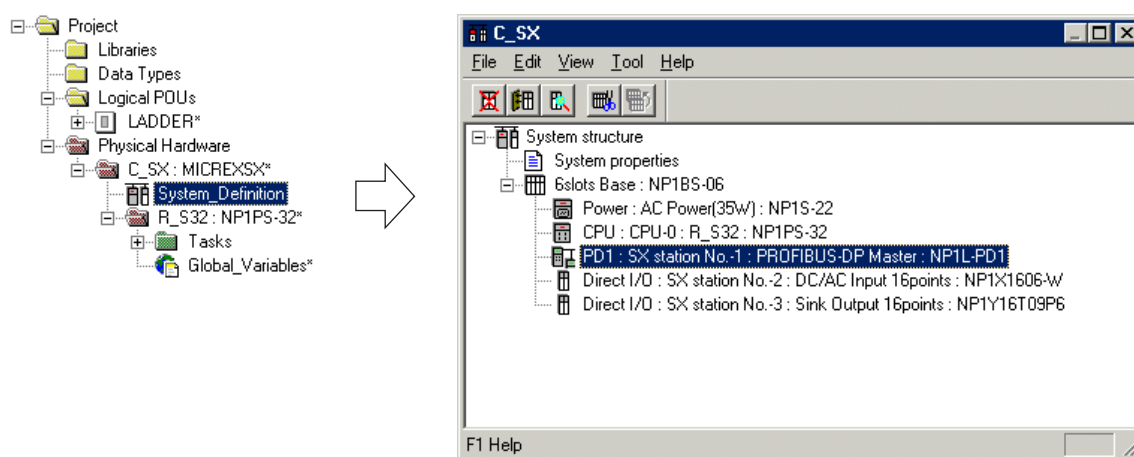 Project
Libraries
Data Types
Logical POUs
LADDER*
Physical Hardware
C_SX : MICREXSX*
System_Definition
R_S32 : NP1PS-32*
Tasks
Global_Variables*
C_SX
File Edit View Tool Help
System structure
System properties
6slots Base : NP1BS-06
Power : AC Power(35W) : NP1S-22
CPU : CPU-0 : R_S32 : NP1PS-32
PD1 : SX station No.-1 : PROFIBUS-DP Master : NP1L-PD1
Direct I/O : SX station No.-2 : DC/AC Input 16points : NP1X1606-W
Direct I/O : SX station No.-3 : Sink Output 16points : NP1Y16T09P6
F1 Help